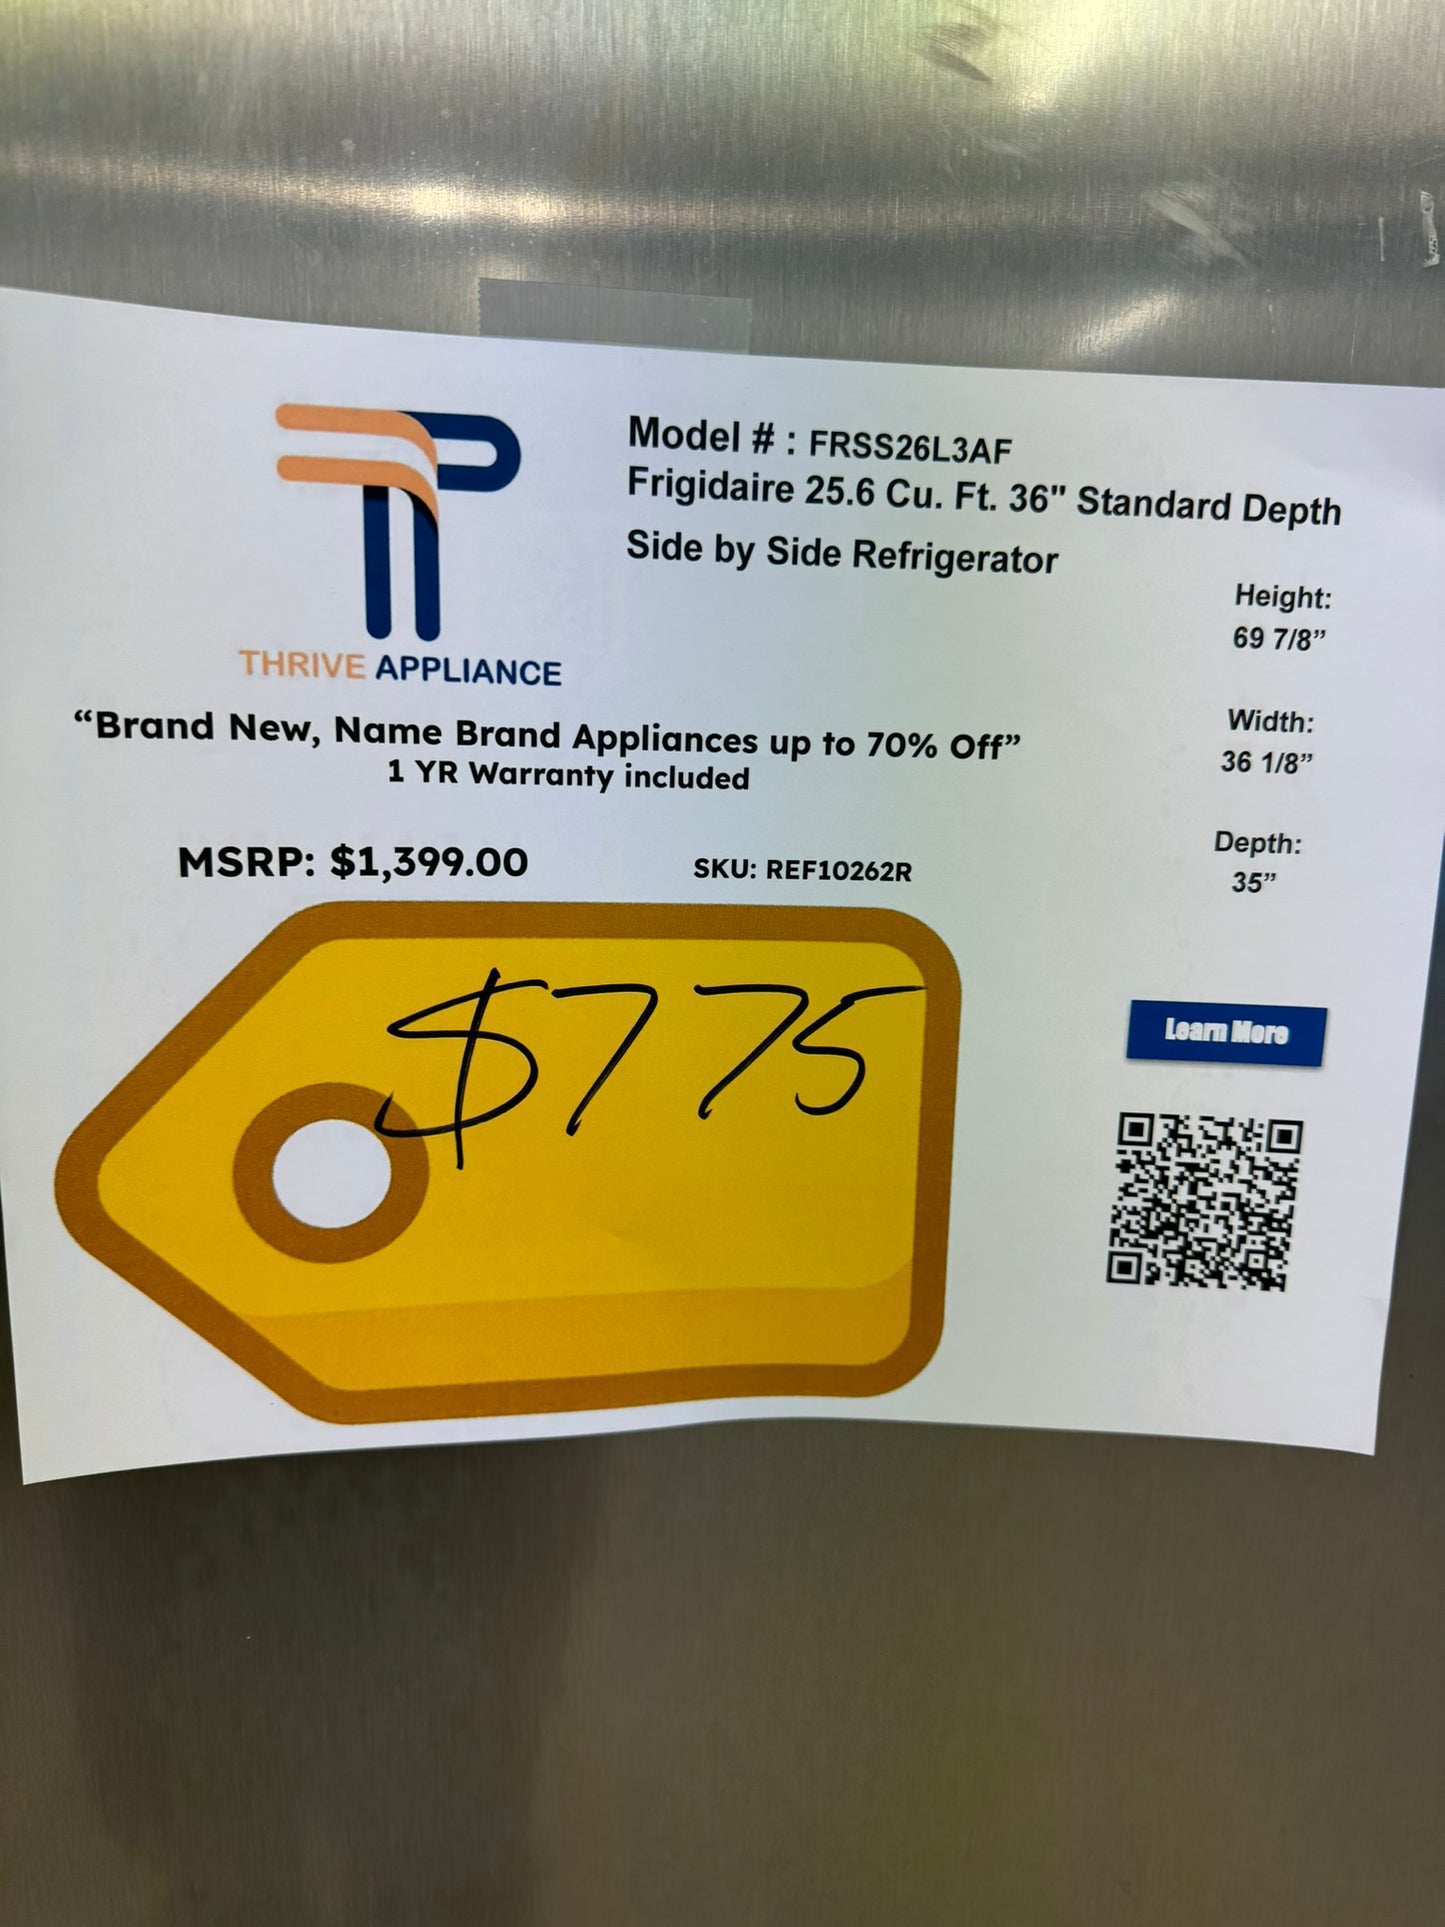 Model # : FRSS26L3AF
Frigidaire 25.6 Cu. Ft. 36" Standard Depth
Side by Side Refrigerator
Height:
69 7/8”
Width:
36 1/8”
Depth:
35”
THRIVE APPLIANCE
“Brand New, Name Brand Appliances up to 70% Off”
1 YR Warranty included
MSRP: $1,399.00
SKU: REF10262R
$775
Learn More